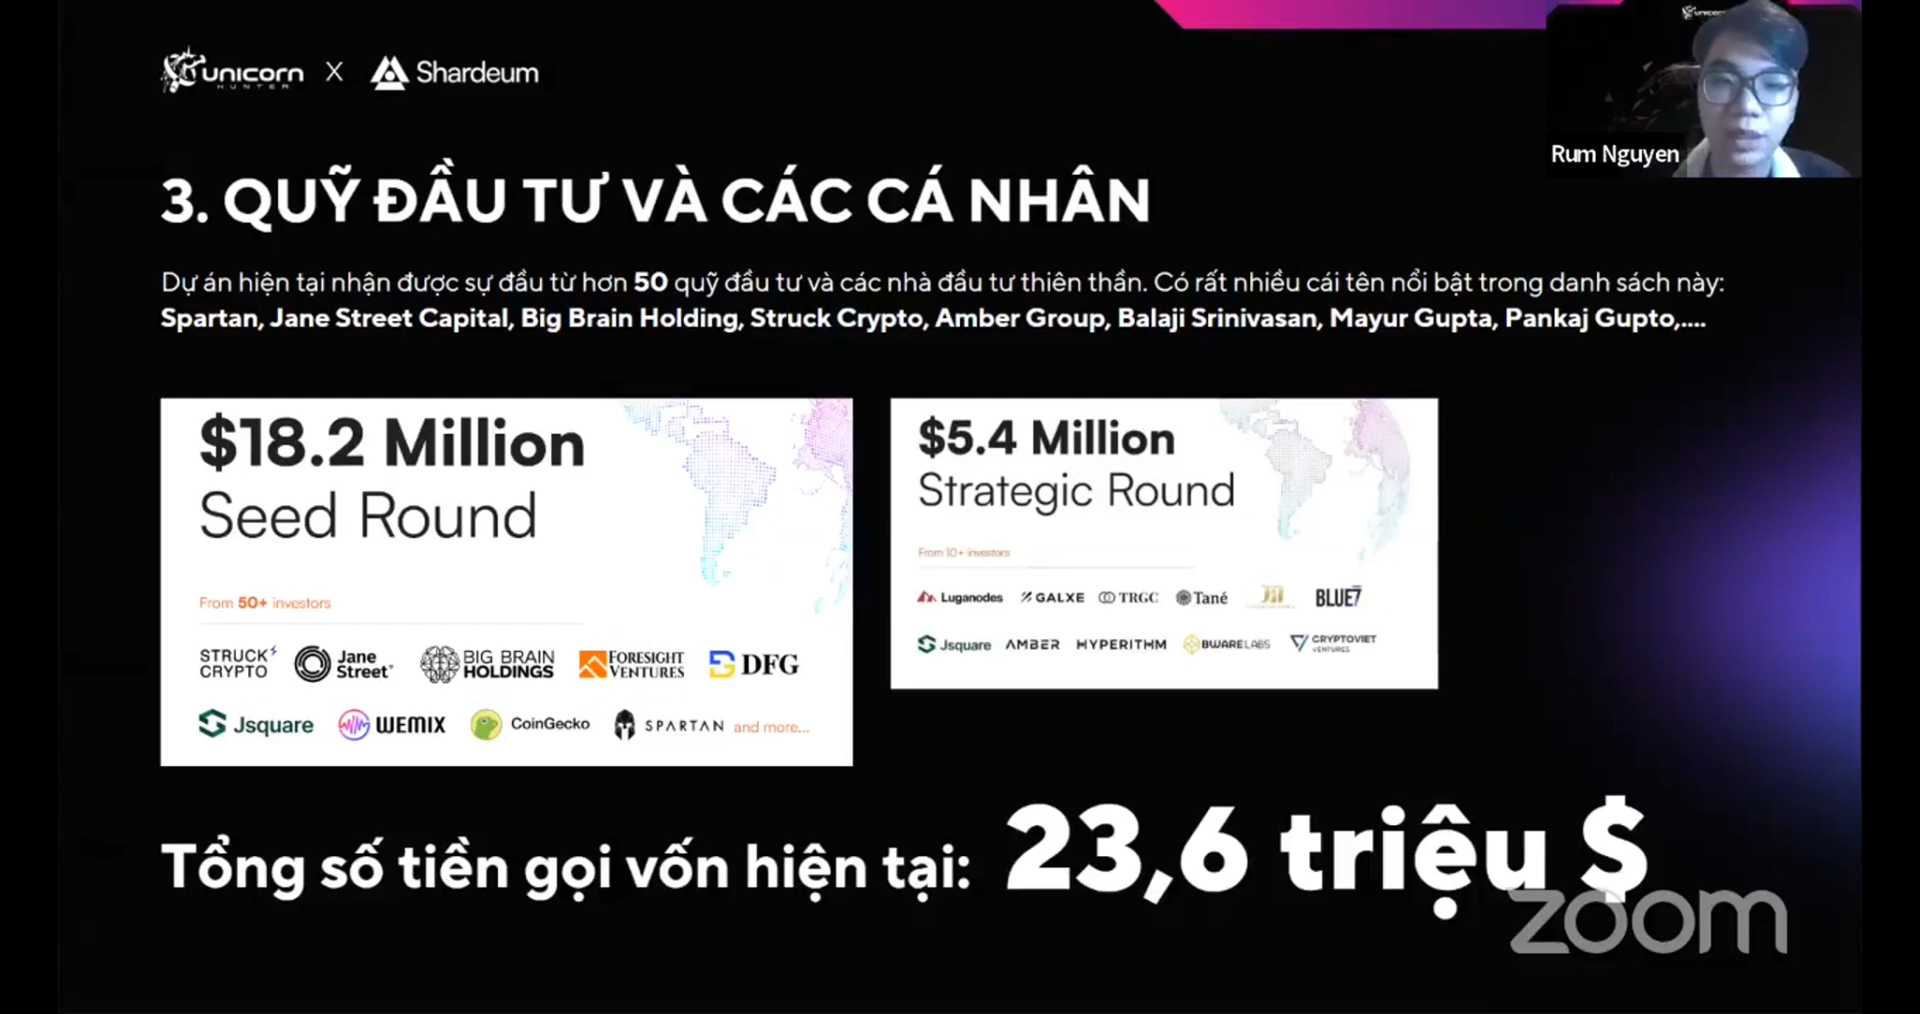 unicorn HUNTER X Shardeum
Rum Nguyen
3. QUỸ ĐẦU TƯ VÀ CÁC CÁ NHÂN
Dự án hiện tại nhận được sự đầu từ hơn 50 quỹ đầu tư và các nhà đầu tư thiên thần. Có rất nhiều cái tên nổi bật trong danh sách này:
Spartan, Jane Street Capital, Big Brain Holding, Struck Crypto, Amber Group, Balaji Srinivasan, Mayur Gupta, Pankaj Gupto,....
$18.2 Million
Seed Round
From 50+ investors
STRUCK CRYPTO Jane Street BIG BRAIN HOLDINGS FORESIGHT VENTURES DFG
Jsquare WEMIX CoinGecko SPARTAN and more...
$5.4 Million
Strategic Round
From 10+ investors
Luganodes GALXE TRGC Tané BLUE7
Jsquare AMBER HYPERITHM BWARELABS CRYPTOVIET VENTURES
Tổng số tiền gọi vốn hiện tại: 23,6 triệu $
zoom